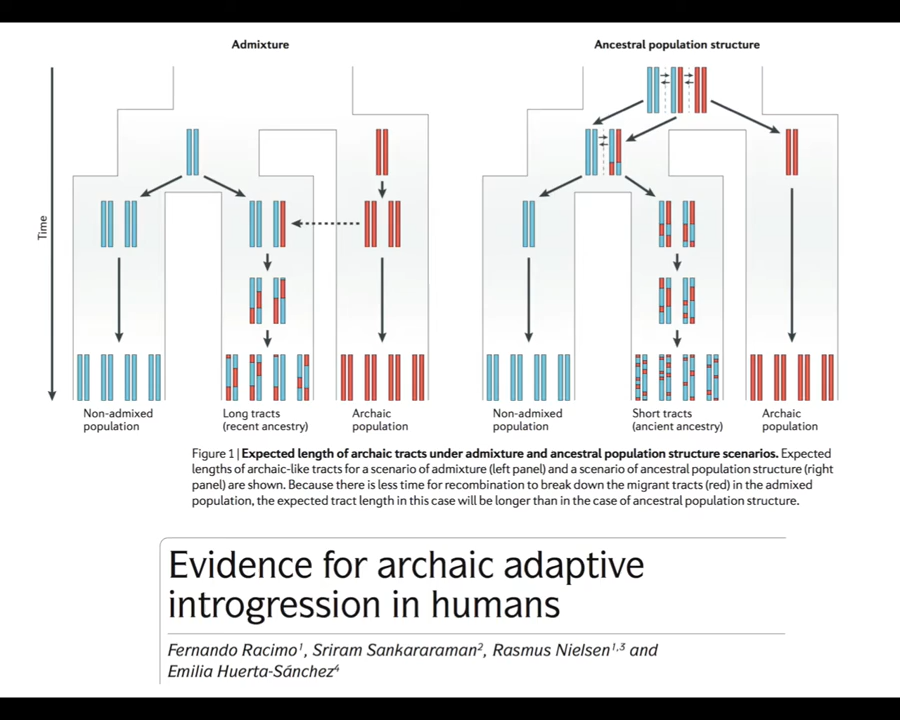 Admixture
Ancestral population structure
Time
Non-admixed
population
Long tracts
(recent ancestry)
Archaic
population
Non-admixed
population
Short tracts
(ancient ancestry)
Archaic
population
Figure 1 | Expected length of archaic tracts under admixture and ancestral population structure scenarios. Expected
lengths of archaic-like tracts for a scenario of admixture (left panel) and a scenario of ancestral population structure (right
panel) are shown. Because there is less time for recombination to break down the migrant tracts (red) in the admixed
population, the expected tract length in this case will be longer than in the case of ancestral population structure.
Evidence for archaic adaptive
introgression in humans
Fernando Racimo¹, Sriram Sankararaman², Rasmus Nielsen¹,³ and
Emilia Huerta-Sánchez⁴